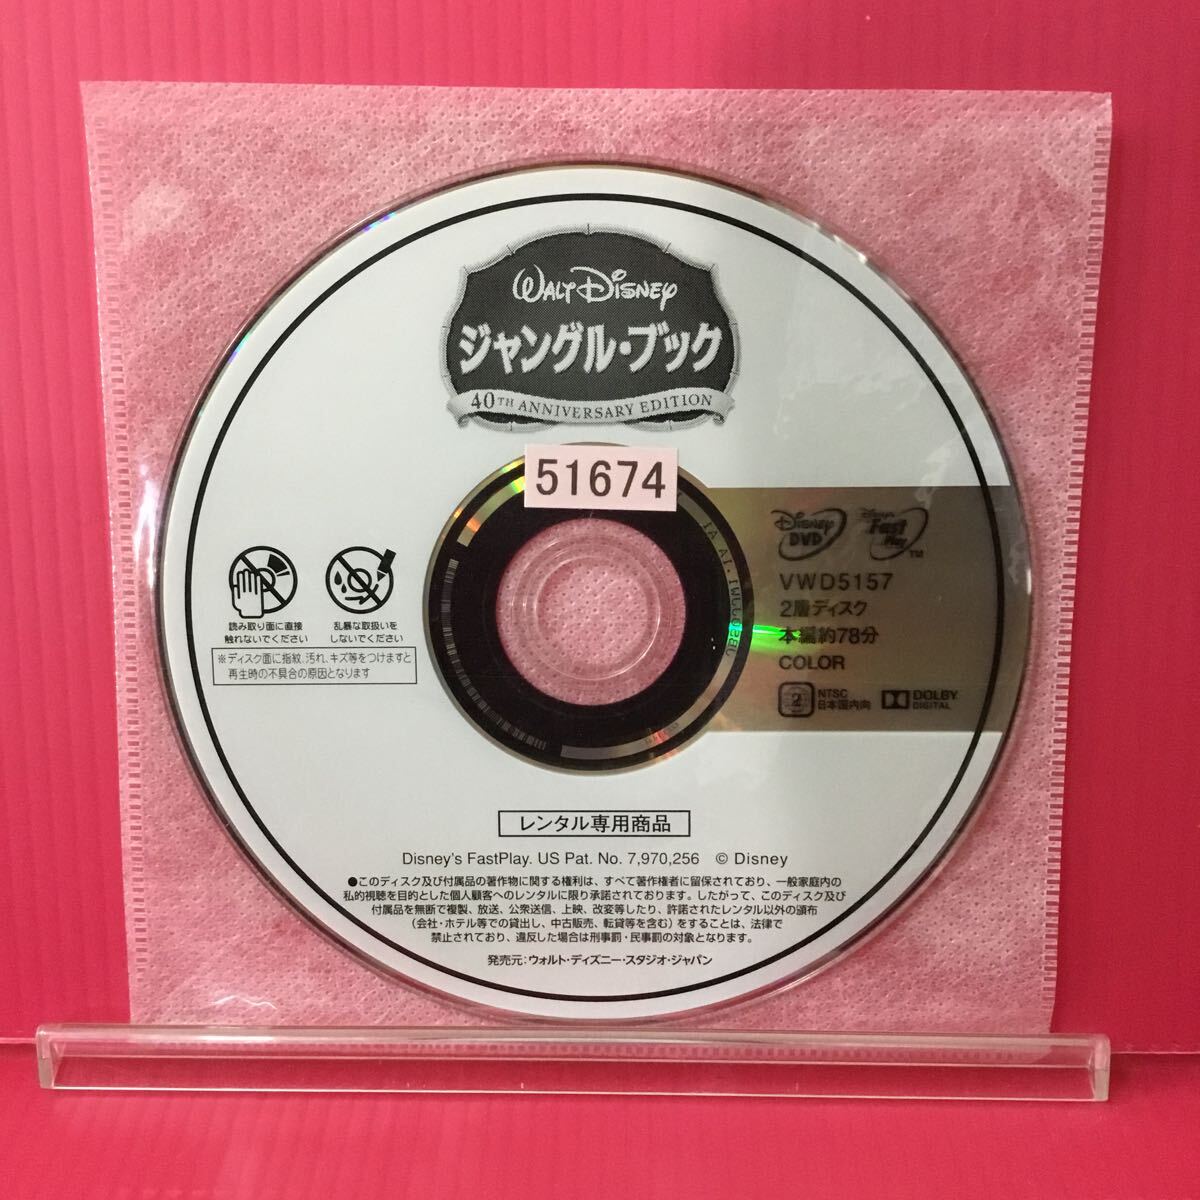 WALT DISNEY
ジャングル・ブック
40TH ANNIVERSARY EDITION
51674
DISNEY DVD
Disney's Fast Play ™
VWD5157
2層ディスク
本編約78分
COLOR
2
NTSC
日本国内向
DOLBY
DIGITAL
読み取り面に直接
触れないでください
乱暴な取扱いを
しないでください
※ディスク面に指紋、汚れ、キズ等をつけますと
再生時の不具合の原因となります
レンタル専用商品
Disney's FastPlay. US Pat. No. 7,970,256 © Disney
●このディスク及び付属品の著作物に関する権利は、すべて著作権者に留保されており、一般家庭内の
私的視聴を目的とした個人顧客へのレンタルに限り承諾されております。したがって、このディスク及び
付属品を無断で複製、放送、公衆送信、上映、改変等したり、許諾されたレンタル以外の頒布
(会社・ホテル等での貸出し、中古販売、転貸等を含む)をすることは、法律で
禁止されており、違反した場合は刑事罰・民事罰の対象となります。
発売元：ウォルト・ディズニー・スタジオ・ジャパン